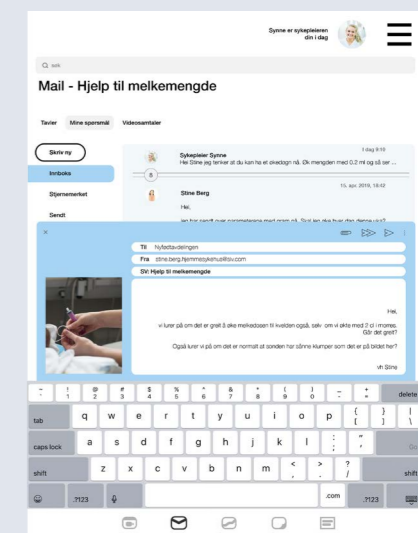 Synne er sykepleieren
din i dag
søk
Mail - Hjelp til melkemengde
Tavler Mine spørsmål Videosamtaler
Skriv ny
Innboks
Stjernemerket
Sendt
I dag 9:10
Sykepleier Synne
Hei Stine jeg tenker at du kan ha et økedøgn nå. Øk mengden med 0.2 ml og så ser ...
8
15. apr. 2019, 18:42
Stine Berg
Hei,
Til Nyfødtavdelingen
Fra stine.berg.hjemmesykehus@sv.com
SV: Hjelp til melkemengde
Hei,
vi lurer på om det er greit å øke melkedosen til kvelden også, selv om vi økte med 2 cl i morres.
Går det greit?
Også lurer vi på om det er normalt at sonden har sånne klumper som det er på bildet her?
vh Stine
~ ! @ # $ % ^ & * ( ) _ +
` 1 2 3 4 5 6 7 8 9 0 - = delete
tab q w e r t y u i o p { [ } ] | \
caps lock a s d f g h j k l : ; " ' Go
shift z x c v b n m < , > . ? / shift
.?123 .com .?123